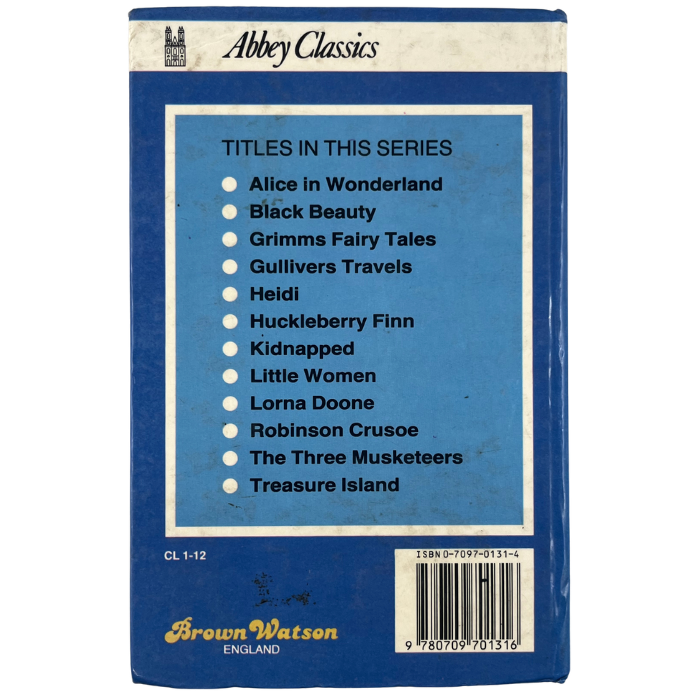 Abbey Classics
TITLES IN THIS SERIES
Alice in Wonderland
Black Beauty
Grimms Fairy Tales
Gullivers Travels
Heidi
Huckleberry Finn
Kidnapped
Little Women
Lorna Doone
Robinson Crusoe
The Three Musketeers
Treasure Island
CL 1-12
ISBN 0-7097-0131-4
9 780709 701316
Brown Watson
ENGLAND